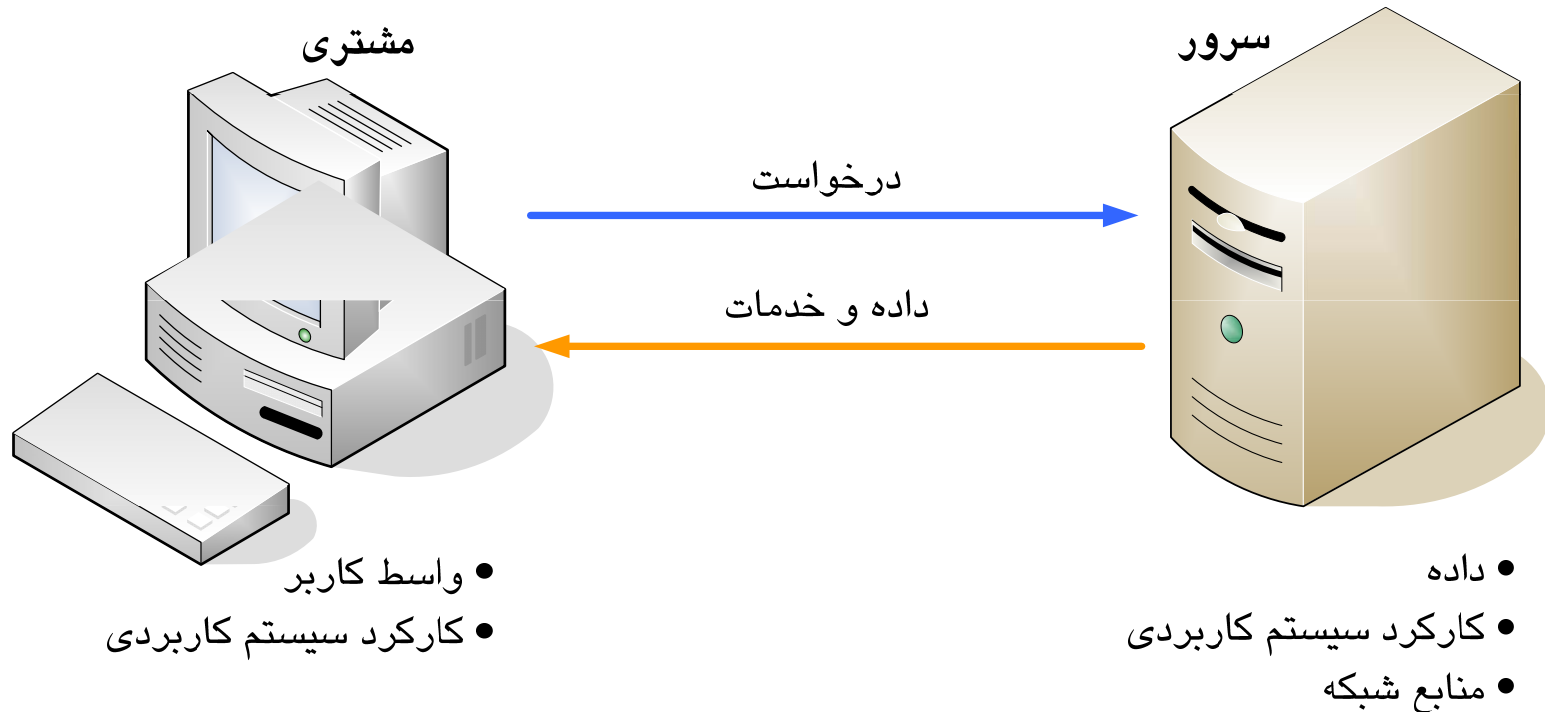 سرور
مشتری
درخواست
داده و خدمات
• داده
• کارکرد سیستم کاربردی
• منابع شبکه
• واسط کاربر
• کارکرد سیستم کاربردی